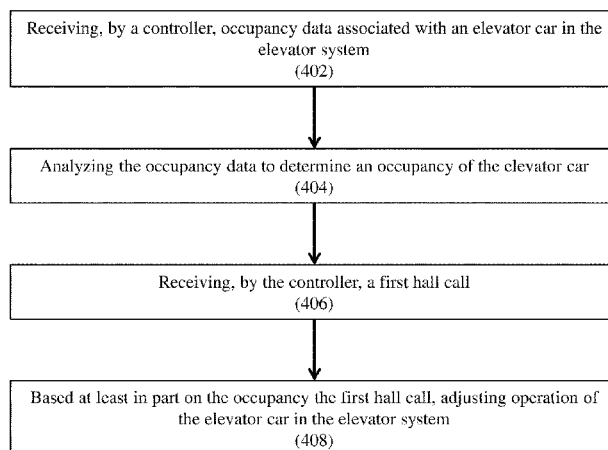 Receiving, by a controller, occupancy data associated with an elevator car in the
elevator system
(402)
Analyzing the occupancy data to determine an occupancy of the elevator car
(404)
Receiving, by the controller, a first hall call
(406)
Based at least in part on the occupancy the first hall call, adjusting operation of
the elevator car in the elevator system
(408)